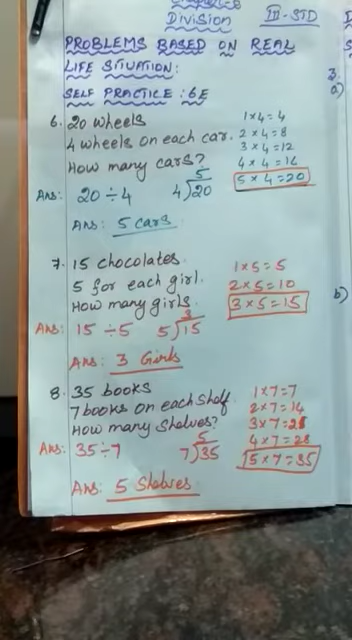 Division III-STD
PROBLEMS BASED ON REAL
LIFE SITUATION:
SELF PRACTICE: 6E
6. 20 wheels
4 wheels on each car.
How many cars?
1 x 4 = 4
2 x 4 = 8
3 x 4 = 12
4 x 4 = 16
5 x 4 = 20
Ans: 20 ÷ 4
5
4)20
Ans: 5 Cars
7. 15 chocolates.
5 for each girl.
How many girls.
1 x 5 = 5
2 x 5 = 10
3 x 5 = 15
Ans: 15 ÷ 5
3
5)15
Ans: 3 Girls
8. 35 books
7 books on each shelf.
How many shelves?
1 x 7 = 7
2 x 7 = 14
3 x 7 = 21
4 x 7 = 28
5 x 7 = 35
Ans: 35 ÷ 7
5
7)35
Ans: 5 Shelves
3.
a)
b)